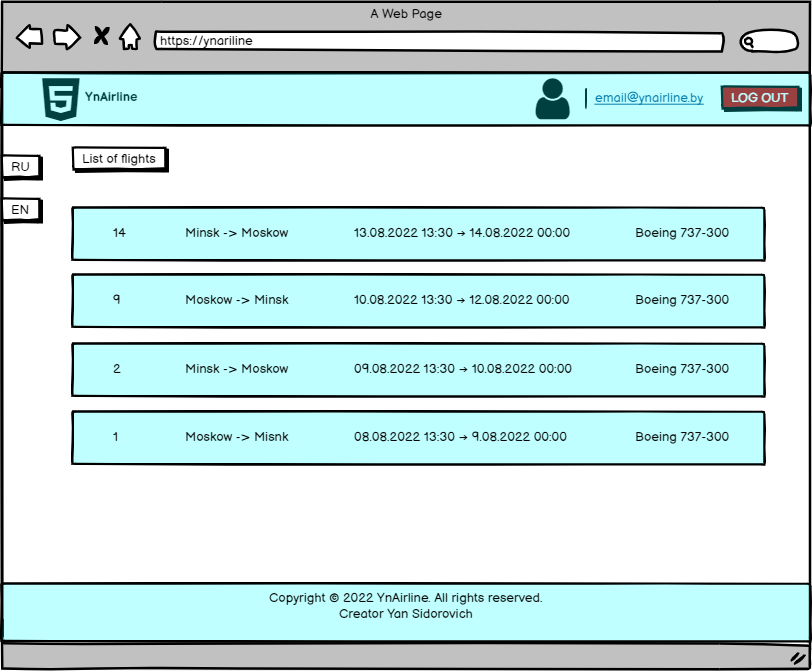 A Web Page
https://ynariline
YnAirline
email@ynairline.by
LOG OUT
RU
List of flights
EN
14 Minsk -> Moskow 13.08.2022 13:30 → 14.08.2022 00:00 Boeing 737-300
9 Moskow -> Minsk 10.08.2022 13:30 → 12.08.2022 00:00 Boeing 737-300
2 Minsk -> Moskow 09.08.2022 13:30 → 10.08.2022 00:00 Boeing 737-300
1 Moskow -> Misnk 08.08.2022 13:30 → 9.08.2022 00:00 Boeing 737-300
Copyright © 2022 YnAirline. All rights reserved.
Creator Yan Sidorovich